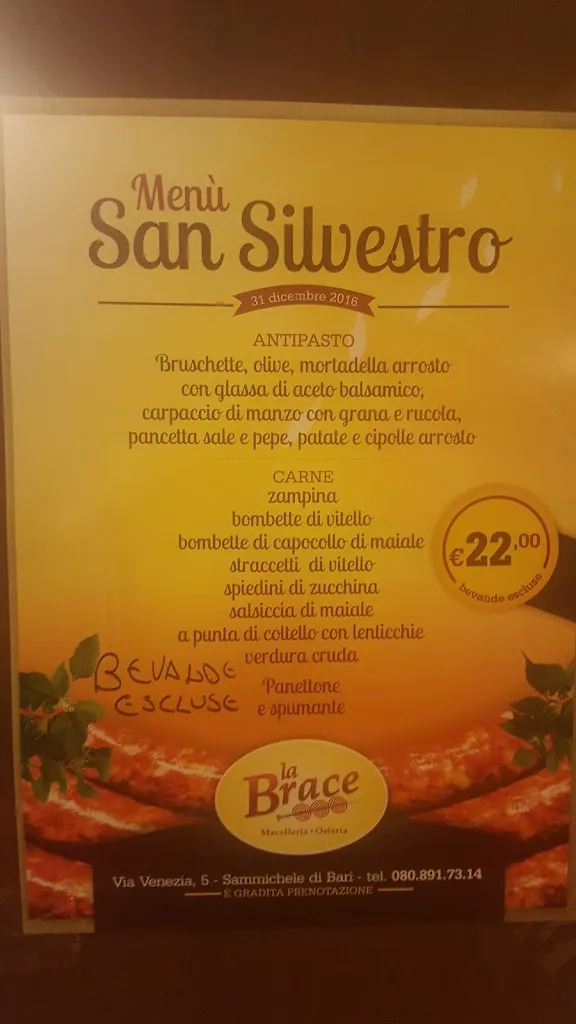 Menù
San Silvestro
31 dicembre 2016
ANTIPASTO
Bruschette, olive, mortadella arrosto
con glassa di aceto balsamico,
carpaccio di manzo con grana e rucola,
pancetta sale e pepe, patate e cipolle arrosto
CARNE
zampina
bombette di vitello
bombette di capocollo di maiale
straccetti di vitello
spiedini di zucchina
salsiccia di maiale
a punta di coltello con lenticchie
verdura cruda
€22,00
bevande escluse
BEVANDE
ESCLUSE
Panettone
e spumante
la
Brace
Macelleria • Osteria
Via Venezia, 5 - Sammichele di Bari - tel. 080.891.73.14
È GRADITA PRENOTAZIONE